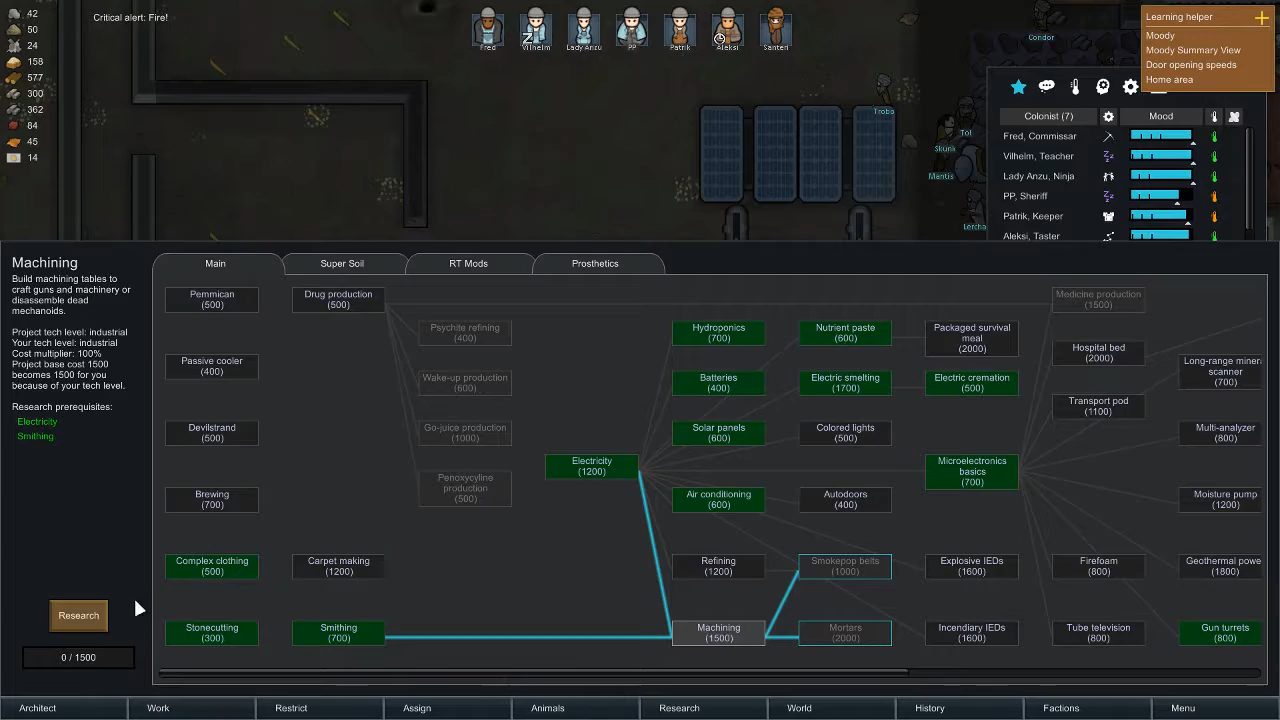 42
50
24
158
577
300
362
84
45
14
Critical alert: Fire!
Fred
Vilhelm
Lady Anzu
PP
Patrik
Aleksi
Santeri
Condor
Trobo
Tol
Skunk
Mantis
Lercha
Learning helper
Moody
Moody Summary View
Door opening speeds
Home area
Colonist (7)
Mood
Fred, Commissar
Vilhelm, Teacher
Lady Anzu, Ninja
PP, Sheriff
Patrik, Keeper
Aleksi, Taster
Machining
Build machining tables to
craft guns and machinery or
disassemble dead
mechanoids.
Project tech level: industrial
Your tech level: industrial
Cost multiplier: 100%
Project base cost 1500
becomes 1500 for you
because of your tech level.
Research prerequisites:
Electricity
Smithing
Research
0 / 1500
Main
Super Soil
RT Mods
Prosthetics
Pemmican
(500)
Passive cooler
(400)
Devilstrand
(500)
Brewing
(700)
Complex clothing
(500)
Stonecutting
(300)
Drug production
(500)
Carpet making
(1200)
Smithing
(700)
Psychite refining
(400)
Wake-up production
(600)
Go-juice production
(1000)
Penoxycyline
production
(500)
Electricity
(1200)
Hydroponics
(700)
Batteries
(400)
Solar panels
(600)
Air conditioning
(600)
Refining
(1200)
Machining
(1500)
Nutrient paste
(600)
Electric smelting
(1700)
Colored lights
(500)
Autodoors
(400)
Smokepop belts
(1000)
Mortars
(2000)
Packaged survival
meal
(2000)
Electric cremation
(500)
Microelectronics
basics
(700)
Explosive IEDs
(1600)
Incendiary IEDs
(1600)
Medicine production
(1500)
Hospital bed
(2000)
Transport pod
(1100)
Firefoam
(800)
Tube television
(800)
Long-range miner
scanner
(700)
Multi-analyzer
(800)
Moisture pump
(1200)
Geothermal powe
(1800)
Gun turrets
(800)
Architect
Work
Restrict
Assign
Animals
Research
World
History
Factions
Menu